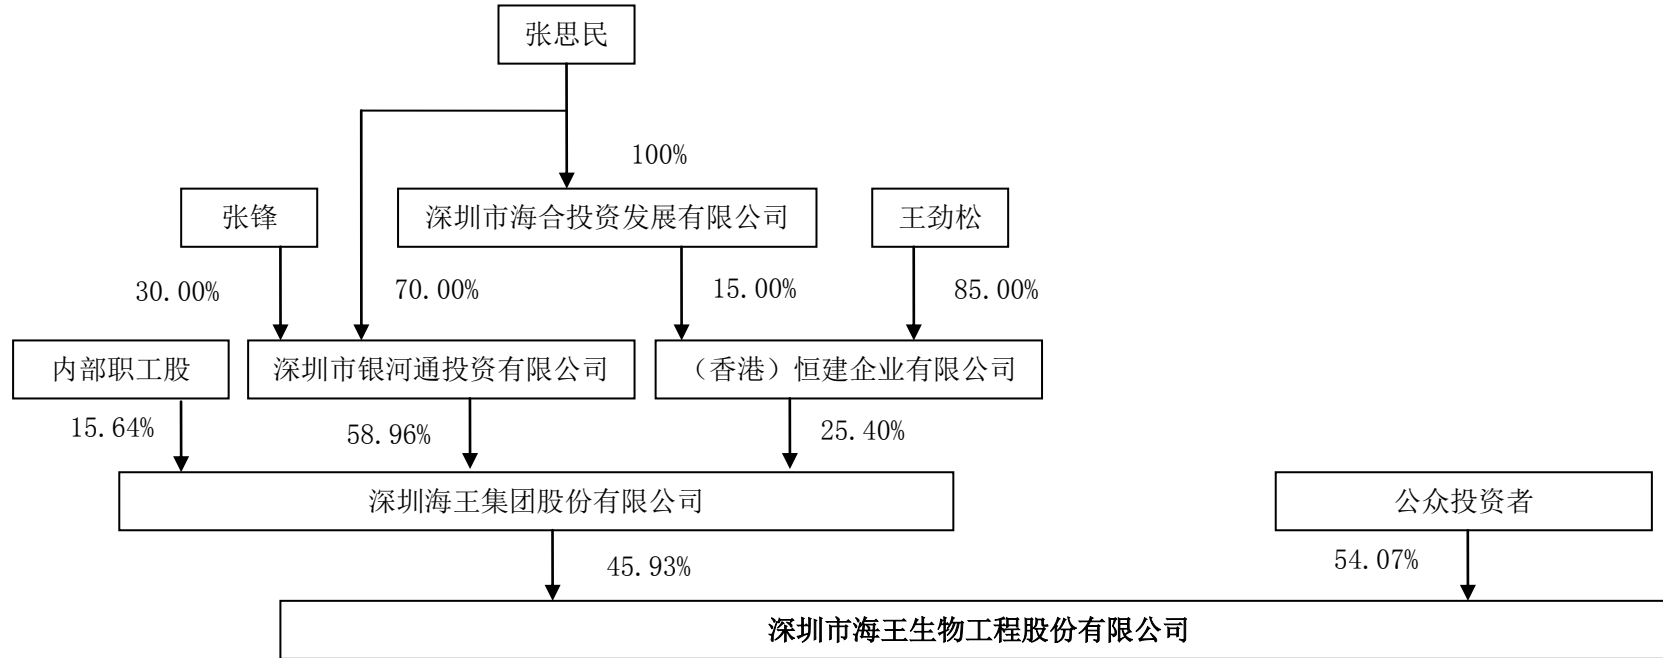 张思民
100%
张锋
深圳市海合投资发展有限公司
王劲松
30.00%
70.00%
15.00%
85.00%
内部职工股
深圳市银河通投资有限公司
（香港）恒建企业有限公司
15.64%
58.96%
25.40%
深圳海王集团股份有限公司
公众投资者
45.93%
54.07%
深圳市海王生物工程股份有限公司